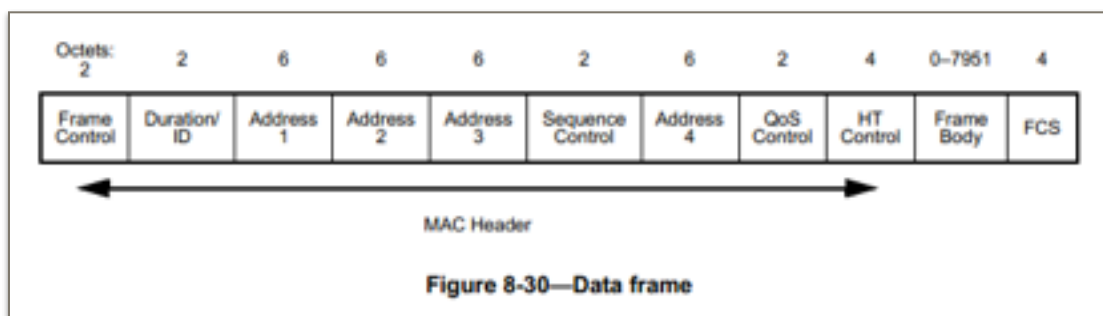 Octets:
2 2 6 6 6 2 6 2 4 0–7951 4
Frame Duration/ Address Address Address Sequence Address QoS HT Frame FCS
Control ID 1 2 3 Control 4 Control Control Body
MAC Header
Figure 8-30—Data frame